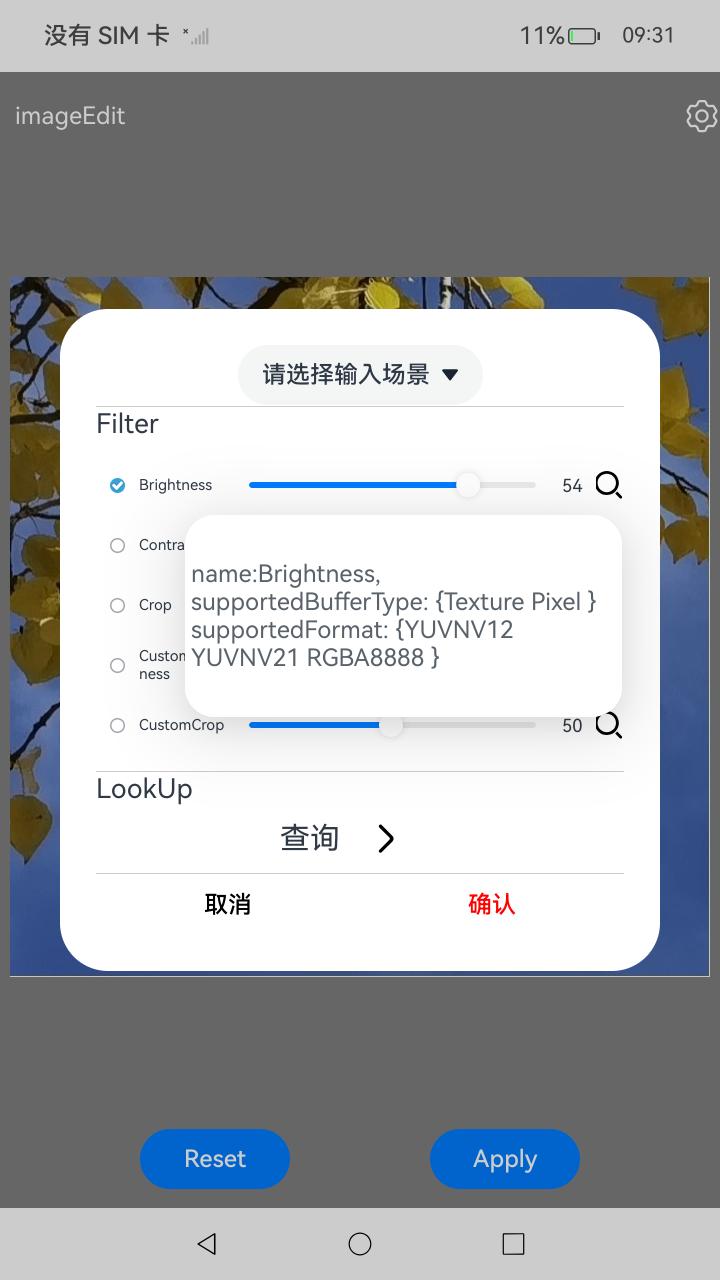 没有 SIM 卡
11%
09:31
imageEdit
请选择输入场景
Filter
Brightness
54
Contra
name:Brightness,
supportedBufferType: {Texture Pixel }
supportedFormat: {YUVNV12
YUVNV21 RGBA8888 }
Crop
Custom
ness
CustomCrop
50
LookUp
查询
取消
确认
Reset
Apply